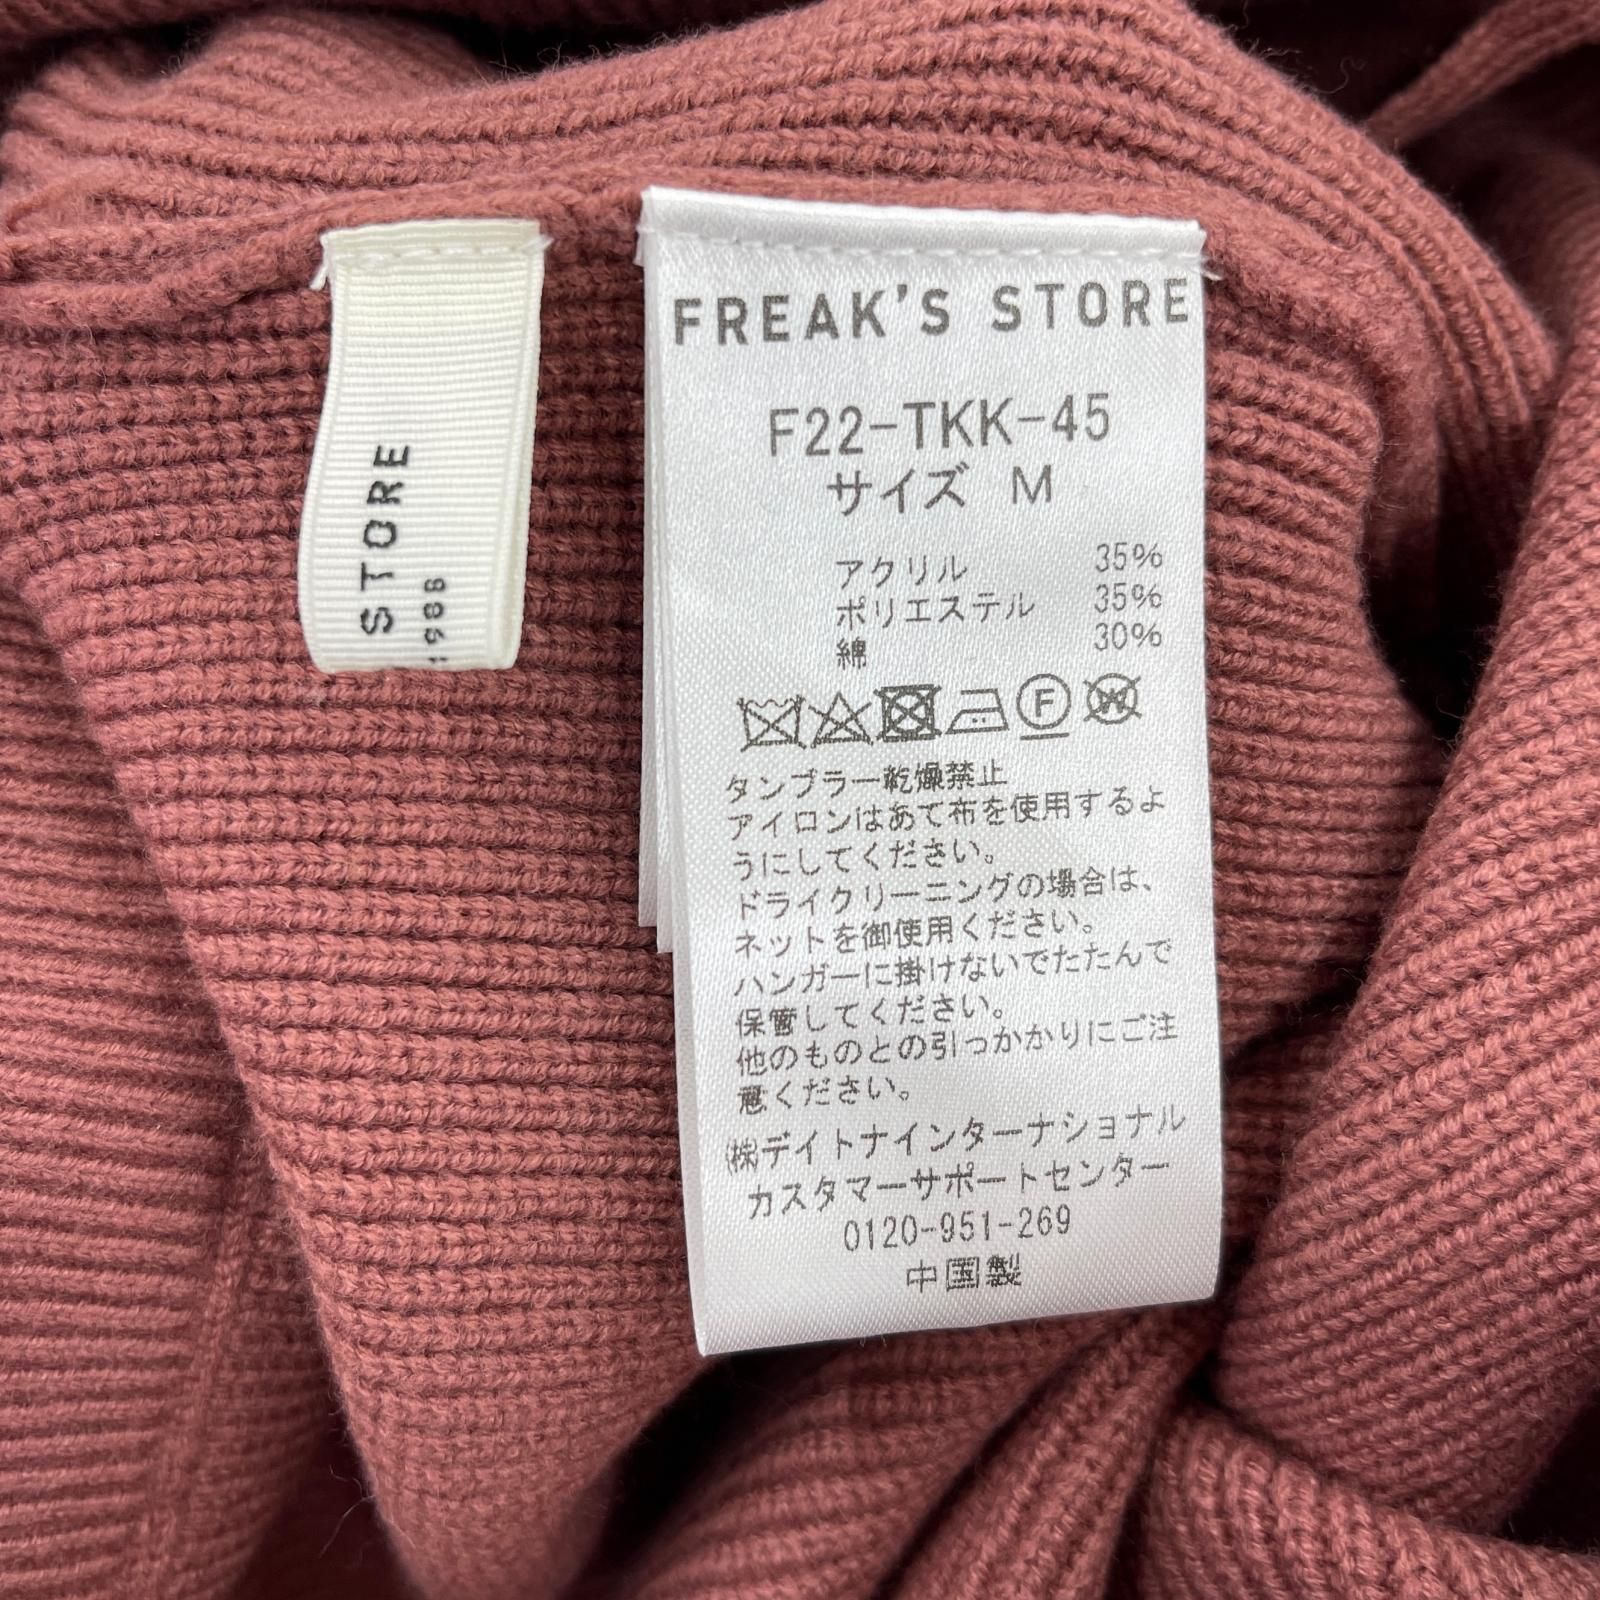 STORE
1988
FREAK'S STORE
F22-TKK-45
サイズ M
アクリル 35%
ポリエステル 35%
綿 30%
F
W
タンブラー乾燥禁止
アイロンはあて布を使用するよ
うにしてください。
ドライクリーニングの場合は、
ネットを御使用ください。
ハンガーに掛けないでたたんで
保管してください。
他のものとの引っかかりにご注
意ください。
㈱デイトナインターナショナル
カスタマーサポートセンター
0120-951-269
中国製